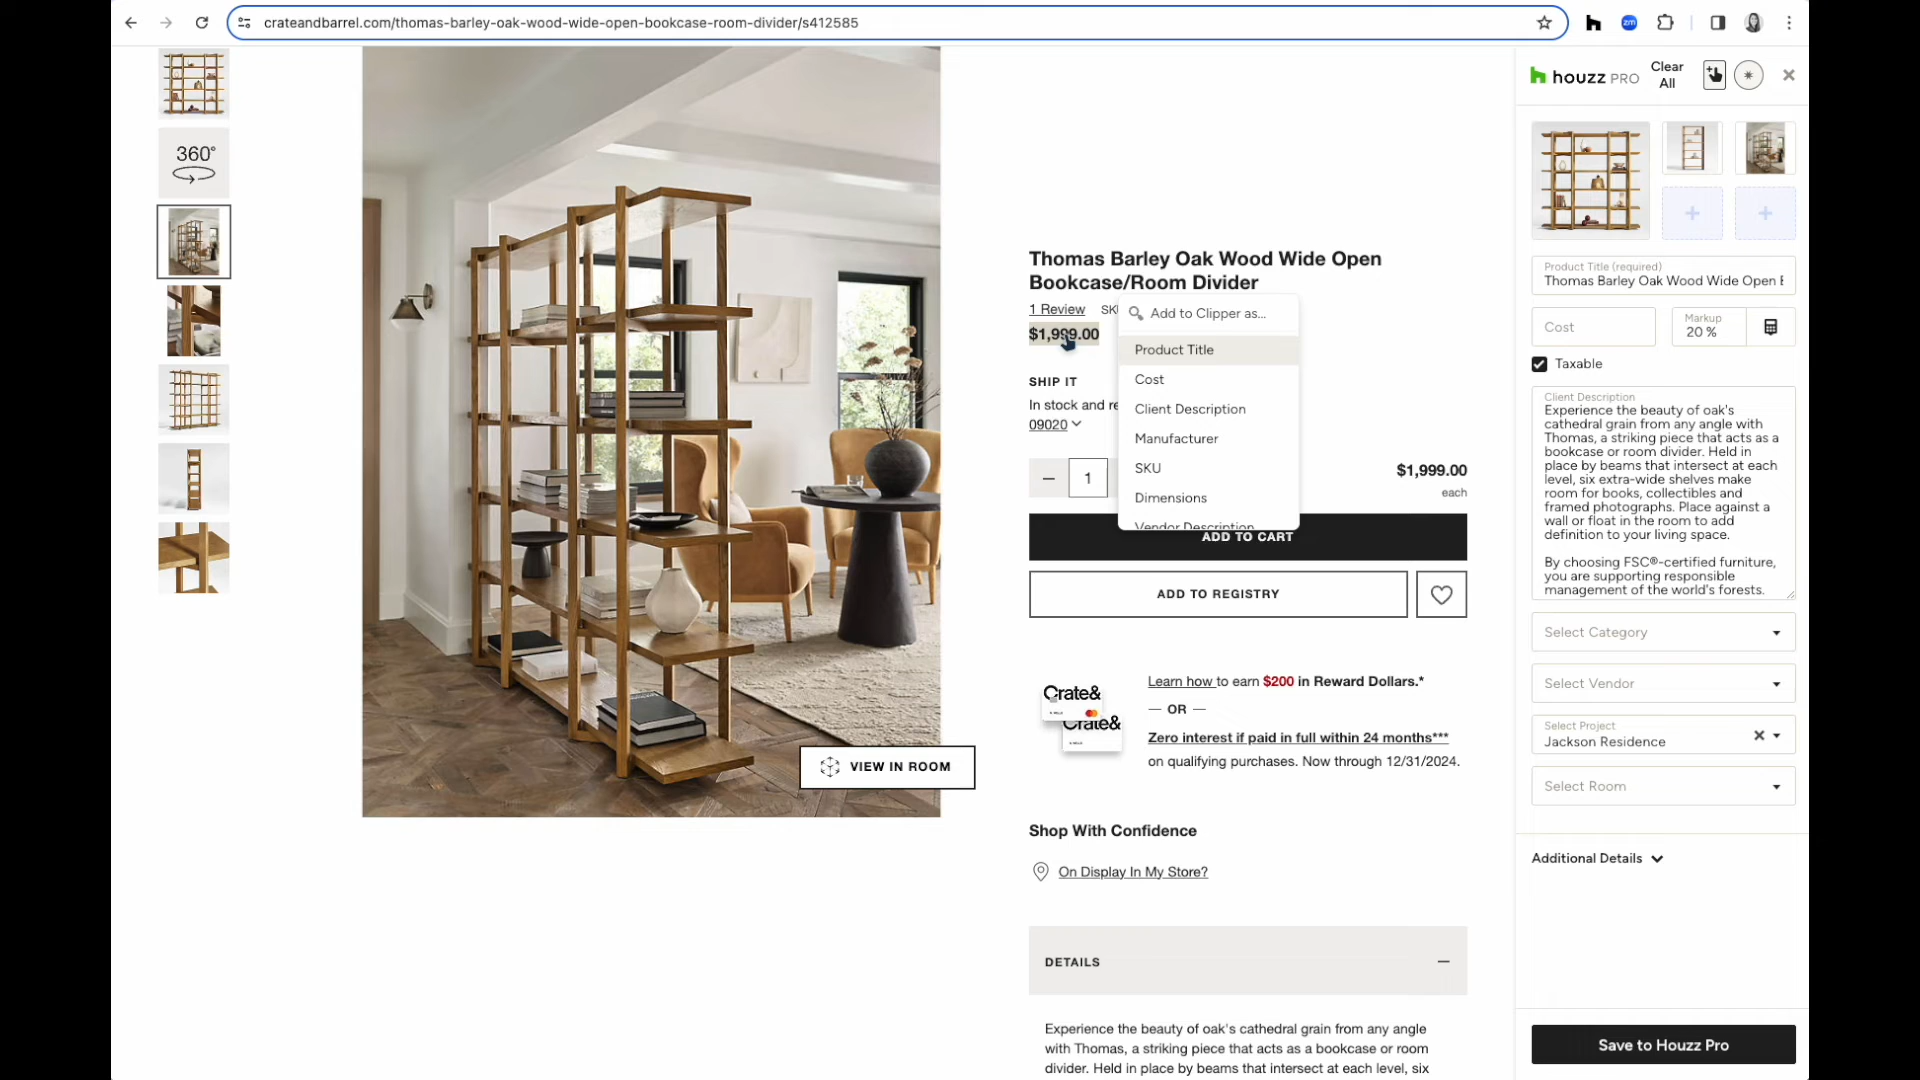 crateandbarrel.com/thomas-barley-oak-wood-wide-open-bookcase-room-divider/s412585
zm
360°
VIEW IN ROOM
Thomas Barley Oak Wood Wide Open
Bookcase/Room Divider
1 Review
$1,999.00
SHIP IT
In stock and re
09020
1
$1,999.00
each
ADD TO CART
ADD TO REGISTRY
Add to Clipper as...
Product Title
Cost
Client Description
Manufacturer
SKU
Dimensions
Vendor Description
Crate&
Crate&
Learn how to earn $200 in Reward Dollars.*
— OR —
Zero interest if paid in full within 24 months***
on qualifying purchases. Now through 12/31/2024.
Shop With Confidence
On Display In My Store?
DETAILS
Experience the beauty of oak's cathedral grain from any angle
with Thomas, a striking piece that acts as a bookcase or room
divider. Held in place by beams that intersect at each level, six
houzz PRO
Clear
All
Product Title (required)
Thomas Barley Oak Wood Wide Open
Cost
Markup
20 %
Taxable
Client Description
Experience the beauty of oak's
cathedral grain from any angle with
Thomas, a striking piece that acts as a
bookcase or room divider. Held in
place by beams that intersect at each
level, six extra-wide shelves make
room for books, collectibles and
framed photographs. Place against a
wall or float in the room to add
definition to your living space.
By choosing FSC®-certified furniture,
you are supporting responsible
management of the world's forests.
Select Category
Select Vendor
Select Project
Jackson Residence
Select Room
Additional Details
Save to Houzz Pro